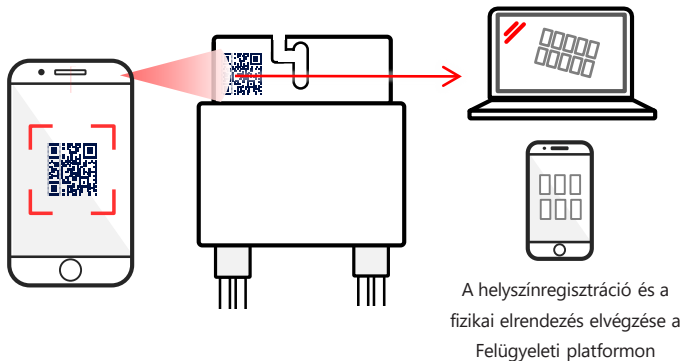 A helyszínregisztráció és a
fizikai elrendezés elvégzése a
Felügyeleti platformon